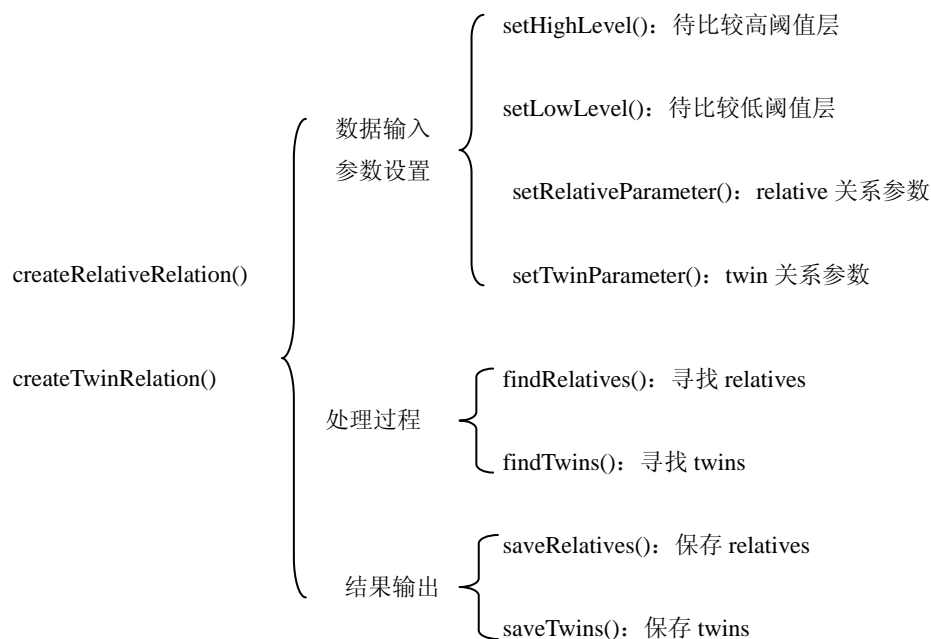 setHighLevel()：待比较高阈值层
setLowLevel()：待比较低阈值层
数据输入
参数设置
setRelativeParameter()：relative 关系参数
createRelativeRelation()
setTwinParameter()：twin 关系参数
createTwinRelation()
findRelatives()：寻找 relatives
处理过程
findTwins()：寻找 twins
saveRelatives()：保存 relatives
结果输出
saveTwins()：保存 twins